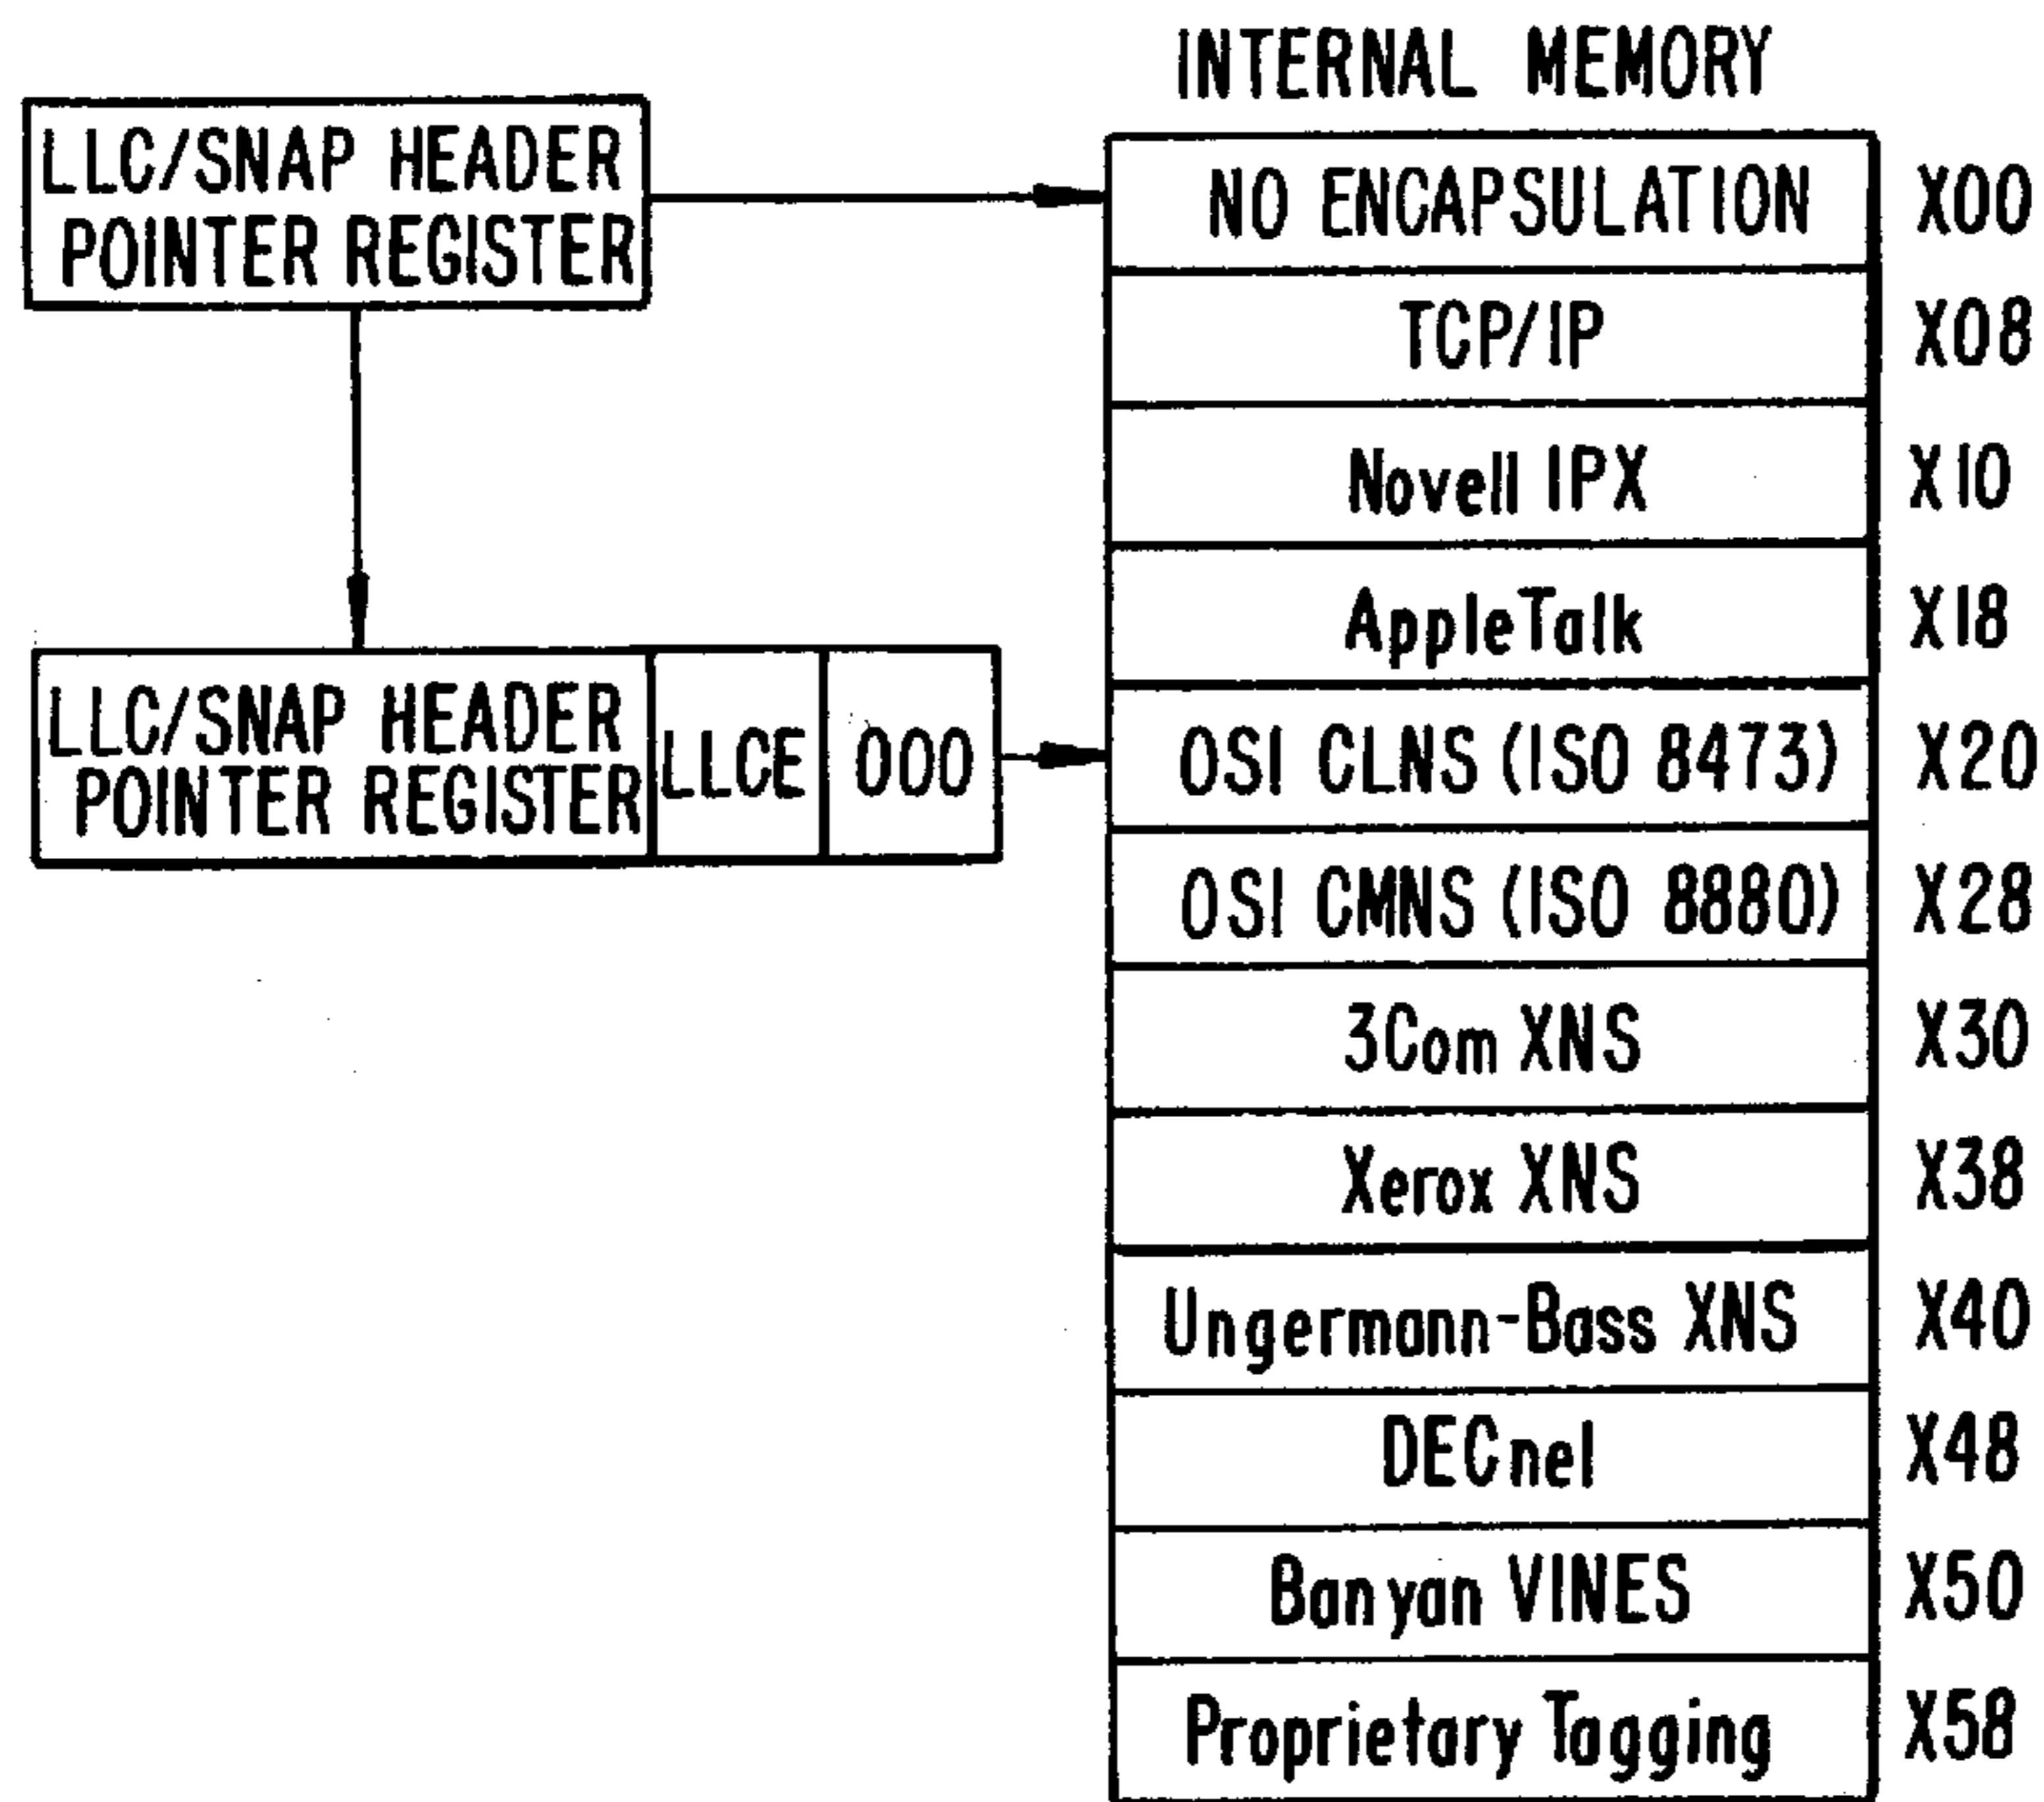 INTERNAL MEMORY
LLC/SNAP HEADER
POINTER REGISTER
NO ENCAPSULATION X00
TCP/IP X08
Novell IPX X10
AppleTalk X18
LLC/SNAP HEADER
POINTER REGISTER
LLCE
000
OSI CLNS (ISO 8473) X20
OSI CMNS (ISO 8880) X28
3Com XNS X30
Xerox XNS X38
Ungermann-Bass XNS X40
DECnel X48
Banyan VINES X50
Proprietary Tagging X58